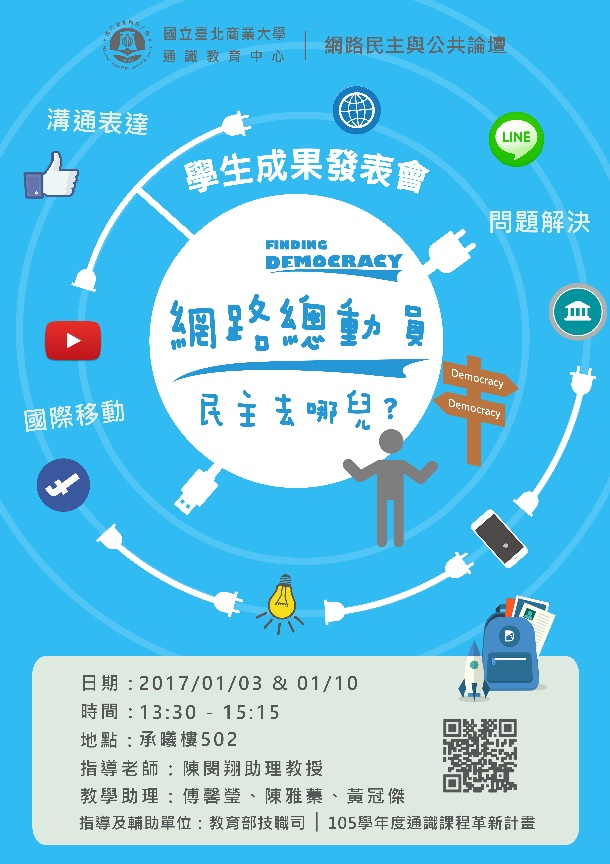 國立臺北商業大學
通識教育中心
網路民主與公共論壇
溝通表達
LINE
學生成果發表會
問題解決
FINDING
DEMOCRACY
網路總動員
民主去哪兒?
Democracy
Democracy
國際移動
日期:2017/01/03 & 01/10
時間:13:30 - 15:15
地點:承曦樓502
指導老師:陳閔翔助理教授
教學助理:傅馨瑩、陳雅蓁、黃冠傑
指導及輔助單位:教育部技職司 | 105學年度通識課程革新計畫